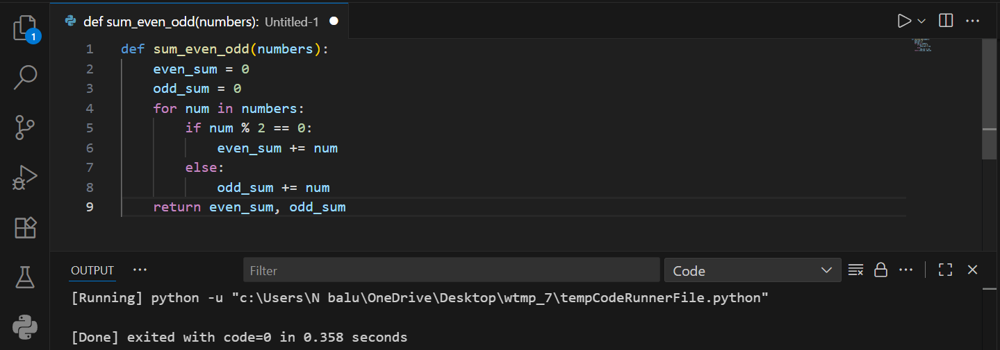 def sum_even_odd(numbers): Untitled-1
1 def sum_even_odd(numbers):
2     even_sum = 0
3     odd_sum = 0
4     for num in numbers:
5         if num % 2 == 0:
6             even_sum += num
7         else:
8             odd_sum += num
9     return even_sum, odd_sum
1
OUTPUT ··· Filter Code ···
[Running] python -u "c:\Users\N balu\OneDrive\Desktop\wtmp_7\tempCodeRunnerFile.python"
[Done] exited with code=0 in 0.358 seconds